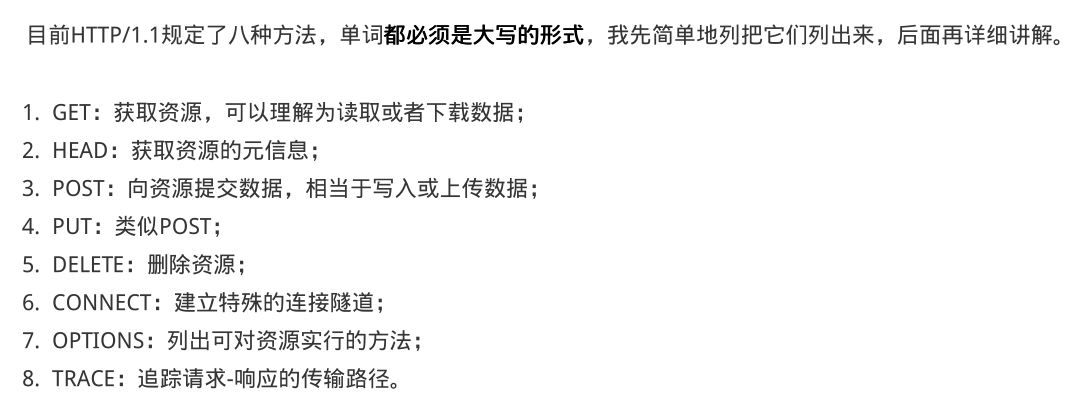 目前HTTP/1.1规定了八种方法，单词都必须是大写的形式，我先简单地列把它们列出来，后面再详细讲解。
1. GET：获取资源，可以理解为读取或者下载数据；
2. HEAD：获取资源的元信息；
3. POST：向资源提交数据，相当于写入或上传数据；
4. PUT：类似POST；
5. DELETE：删除资源；
6. CONNECT：建立特殊的连接隧道；
7. OPTIONS：列出可对资源实行的方法；
8. TRACE：追踪请求-响应的传输路径。